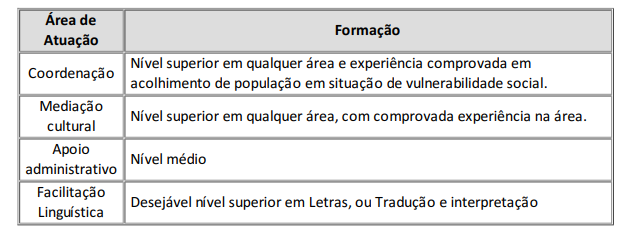 Área de
Atuação
Formação
Coordenação
Nível superior em qualquer área e experiência comprovada em
acolhimento de população em situação de vulnerabilidade social.
Mediação
cultural
Nível superior em qualquer área, com comprovada experiência na área.
Apoio
administrativo
Nível médio
Facilitação
Linguística
Desejável nível superior em Letras, ou Tradução e interpretação